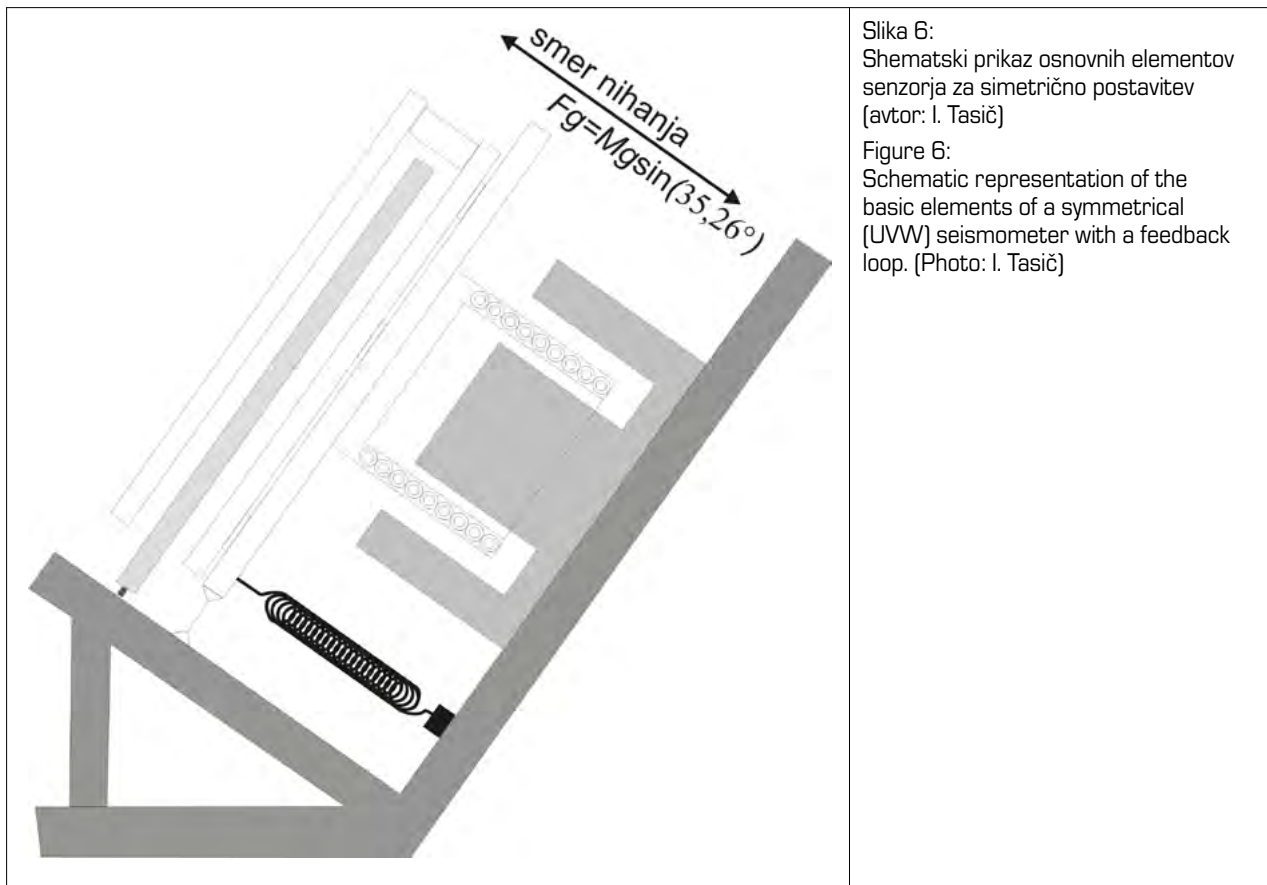 smer nihanja
Fg=Mgsin(35,26°)
Slika 6:
Shematski prikaz osnovnih elementov
senzorja za simetrično postavitev
(avtor: I. Tasič)
Figure 6:
Schematic representation of the
basic elements of a symmetrical
(UVW) seismometer with a feedback
loop. (Photo: I. Tasič)